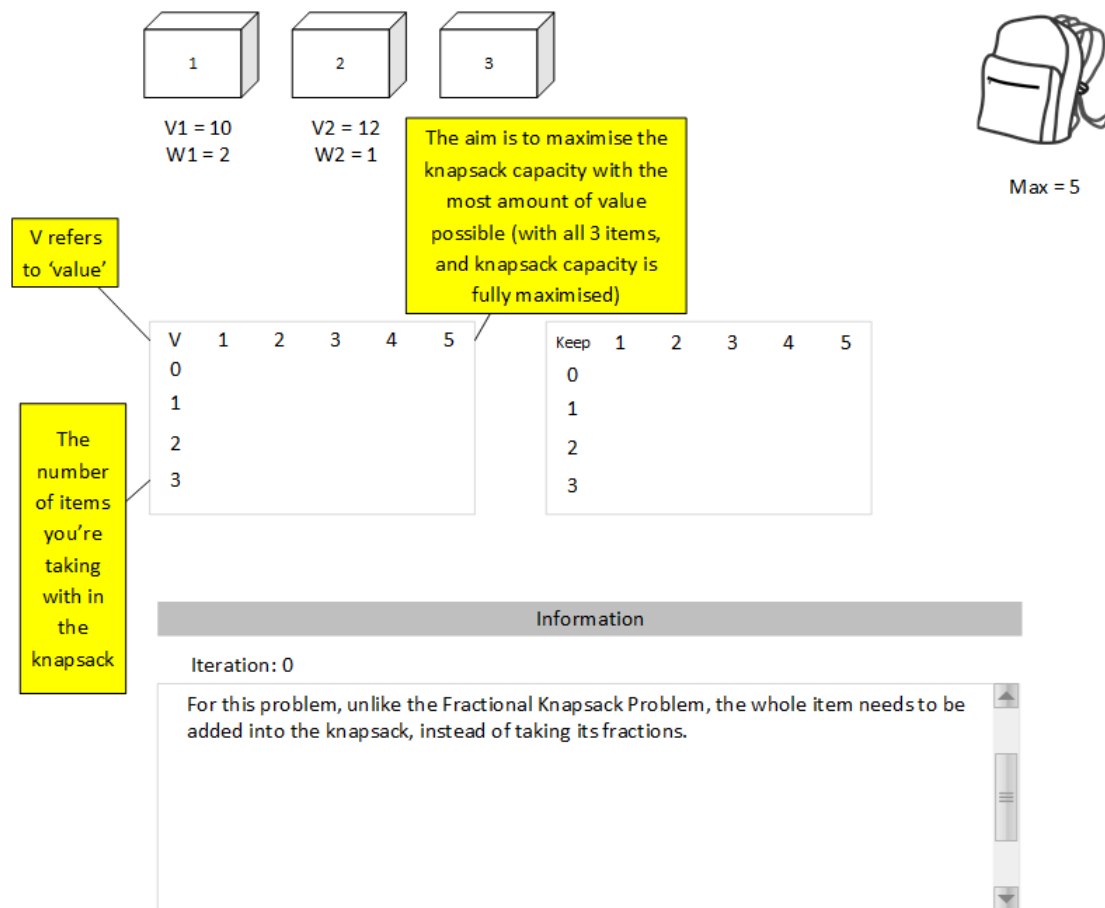 1
2
3
V1 = 10
W1 = 2
V2 = 12
W2 = 1
The aim is to maximise the
knapsack capacity with the
most amount of value
possible (with all 3 items,
and knapsack capacity is
fully maximised)
Max = 5
V refers
to ‘value’
V 1 2 3 4 5
0
1
2
3
Keep 1 2 3 4 5
0
1
2
3
The
number
of items
you’re
taking
with in
the
knapsack
Information
Iteration: 0
For this problem, unlike the Fractional Knapsack Problem, the whole item needs to be
added into the knapsack, instead of taking its fractions.